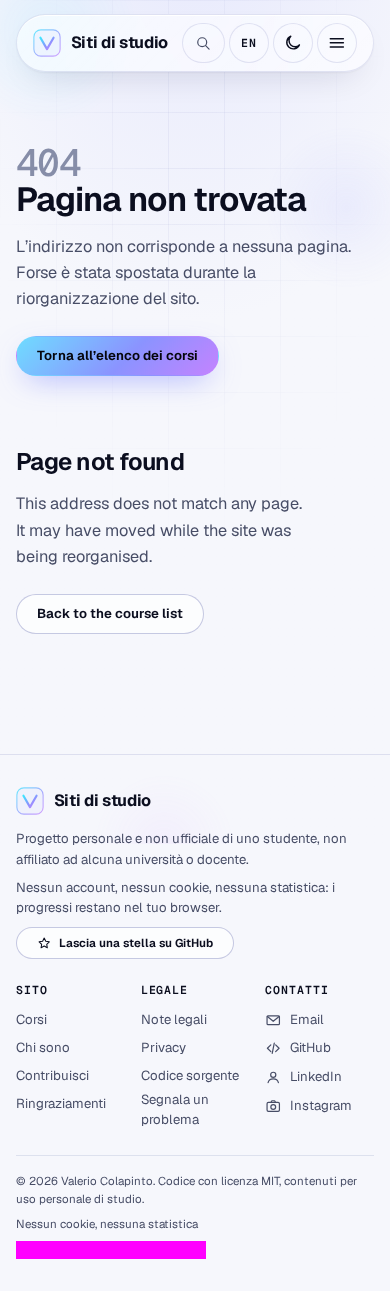 Siti di studio
EN
404
Pagina non trovata
L’indirizzo non corrisponde a nessuna pagina.
Forse è stata spostata durante la
riorganizzazione del sito.
Torna all’elenco dei corsi
Page not found
This address does not match any page.
It may have moved while the site was
being reorganised.
Back to the course list
Siti di studio
Progetto personale e non ufficiale di uno studente, non
affiliato ad alcuna università o docente.
Nessun account, nessun cookie, nessuna statistica: i
progressi restano nel tuo browser.
Lascia una stella su GitHub
SITO
Corsi
Chi sono
Contribuisci
Ringraziamenti
LEGALE
Note legali
Privacy
Codice sorgente
Segnala un
problema
CONTATTI
Email
GitHub
LinkedIn
Instagram
© 2026 Valerio Colapinto. Codice con licenza MIT, contenuti per
uso personale di studio.
Nessun cookie, nessuna statistica